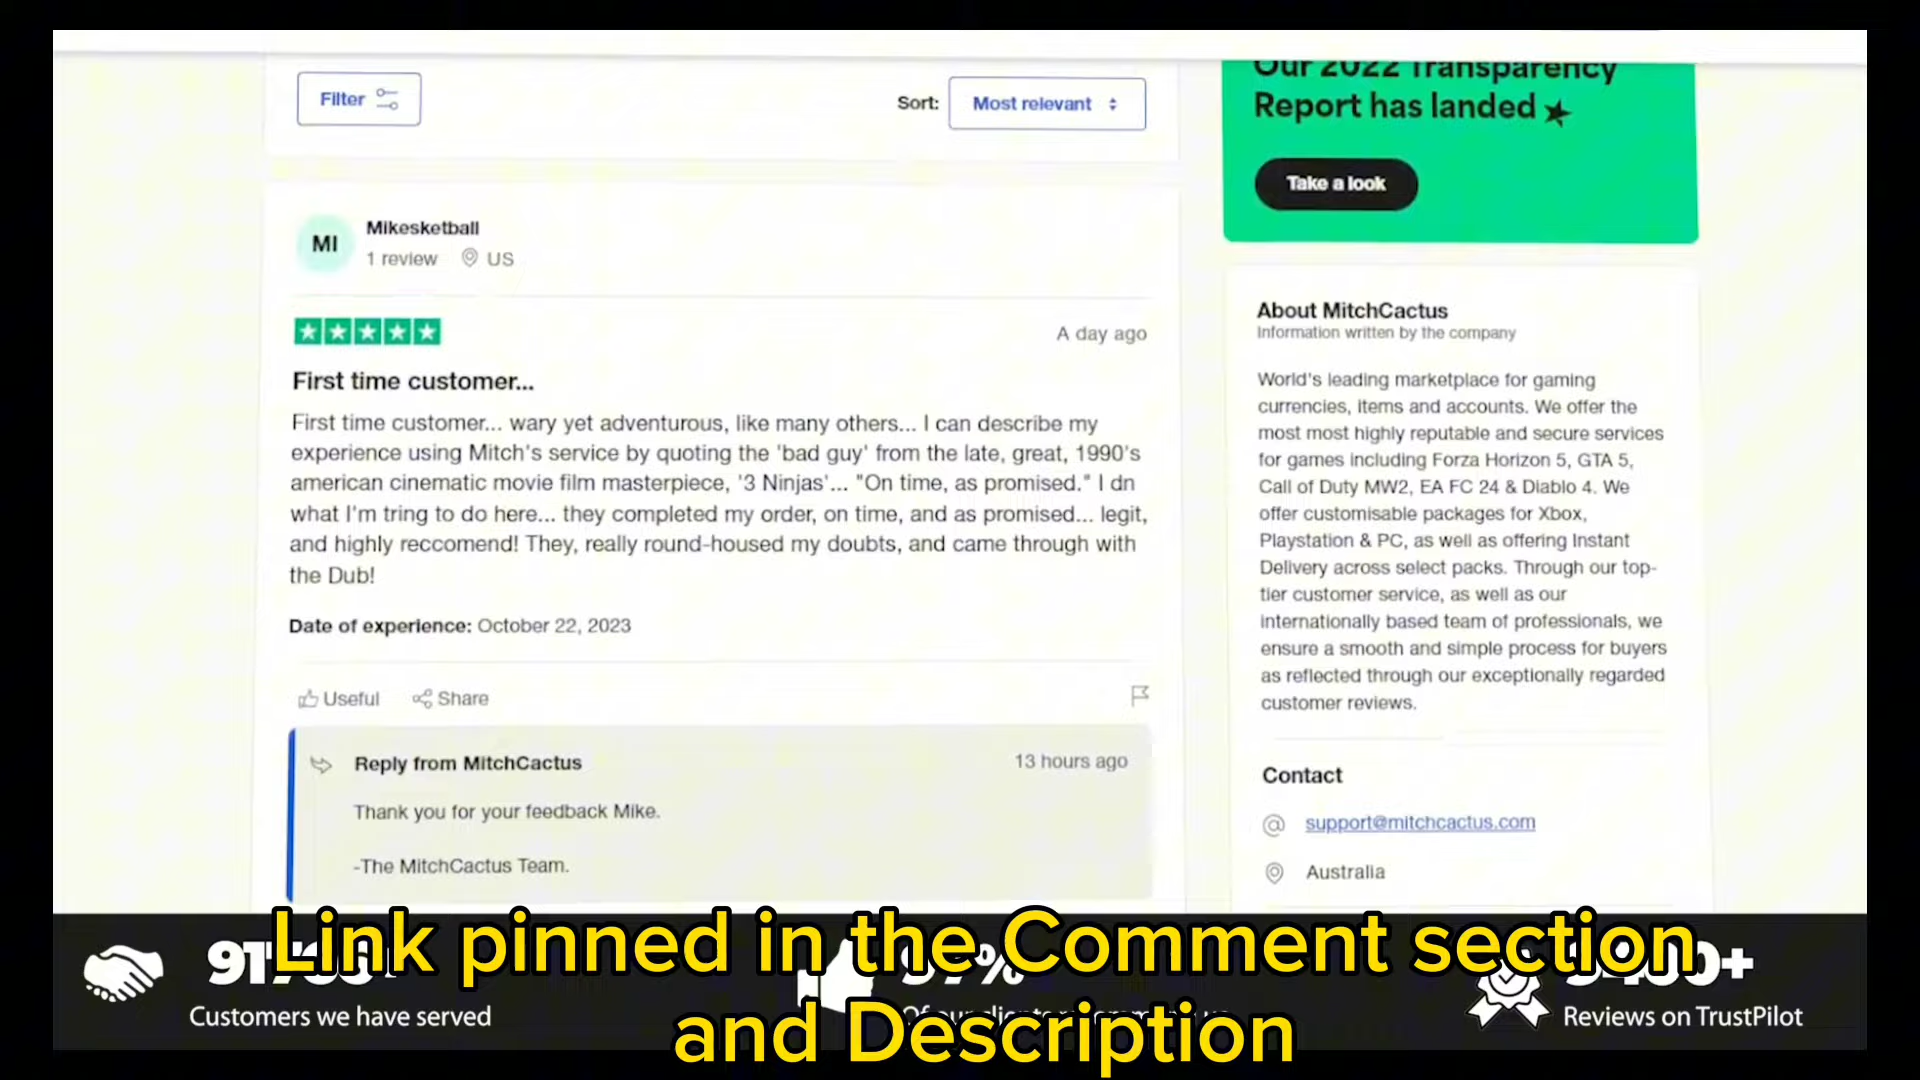 Our 2022 Transparency
Report has landed
Take a look
Filter
Sort:
Most relevant
MI
Mikesketball
1 review
US
A day ago
First time customer...
First time customer... wary yet adventurous, like many others... I can describe my
experience using Mitch's service by quoting the 'bad guy' from the late, great, 1990's
american cinematic movie film masterpiece, '3 Ninjas'... "On time, as promised." I dn
what I'm tring to do here... they completed my order, on time, and as promised... legit,
and highly reccomend! They, really round-housed my doubts, and came through with
the Dub!
Date of experience: October 22, 2023
Useful
Share
Reply from MitchCactus
13 hours ago
Thank you for your feedback Mike.
-The MitchCactus Team.
About MitchCactus
Information written by the company
World's leading marketplace for gaming
currencies, items and accounts. We offer the
most most highly reputable and secure services
for games including Forza Horizon 5, GTA 5,
Call of Duty MW2, EA FC 24 & Diablo 4. We
offer customisable packages for Xbox,
Playstation & PC, as well as offering Instant
Delivery across select packs. Through our top-
tier customer service, as well as our
internationally based team of professionals, we
ensure a smooth and simple process for buyers
as reflected through our exceptionally regarded
customer reviews.
Contact
support@mitchcactus.com
Australia
Link pinned in the Comment section
and Description
Customers we have served
Reviews on TrustPilot